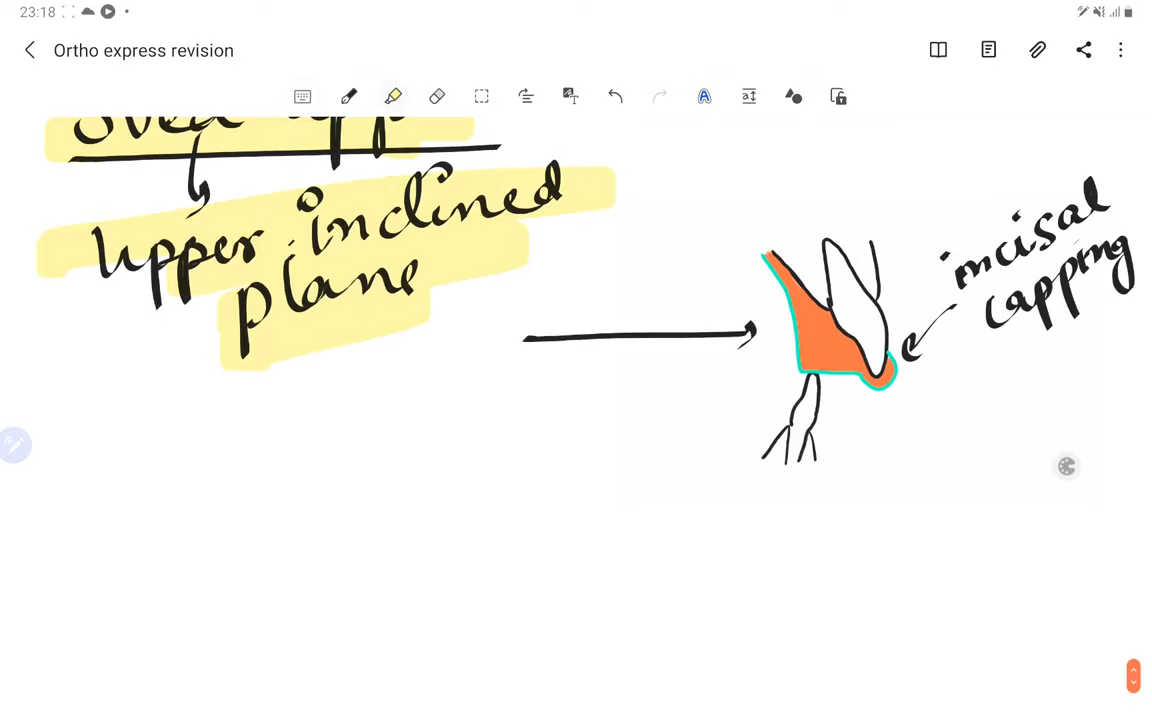 23:18
Ortho express revision
Upper inclined
plane
incisal
capping